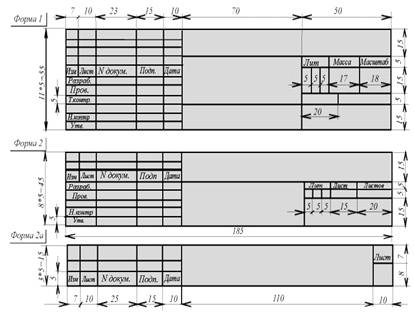 Форма 1
7 10 23 15 10 70 50
11*5=55
5
15
15
15
Лит Масса Масштаб
5 5 5 17 18
20
Изм Лист N докум. Подп. Дата
Разраб.
Пров.
Т.контр.
Н.контр
Утв.
Форма 2
8*5=45
5
Изм Лист N докум. Подп Дата
Разраб.
Пров.
Н.контр
Утв.
Лит Лист Листов
5 5 5 15 20
15
185
Форма 2а
3*5=15
5
Изм Лист N докум. Подп. Дата
Лист
7
8
7 10 25 15 10 110 10